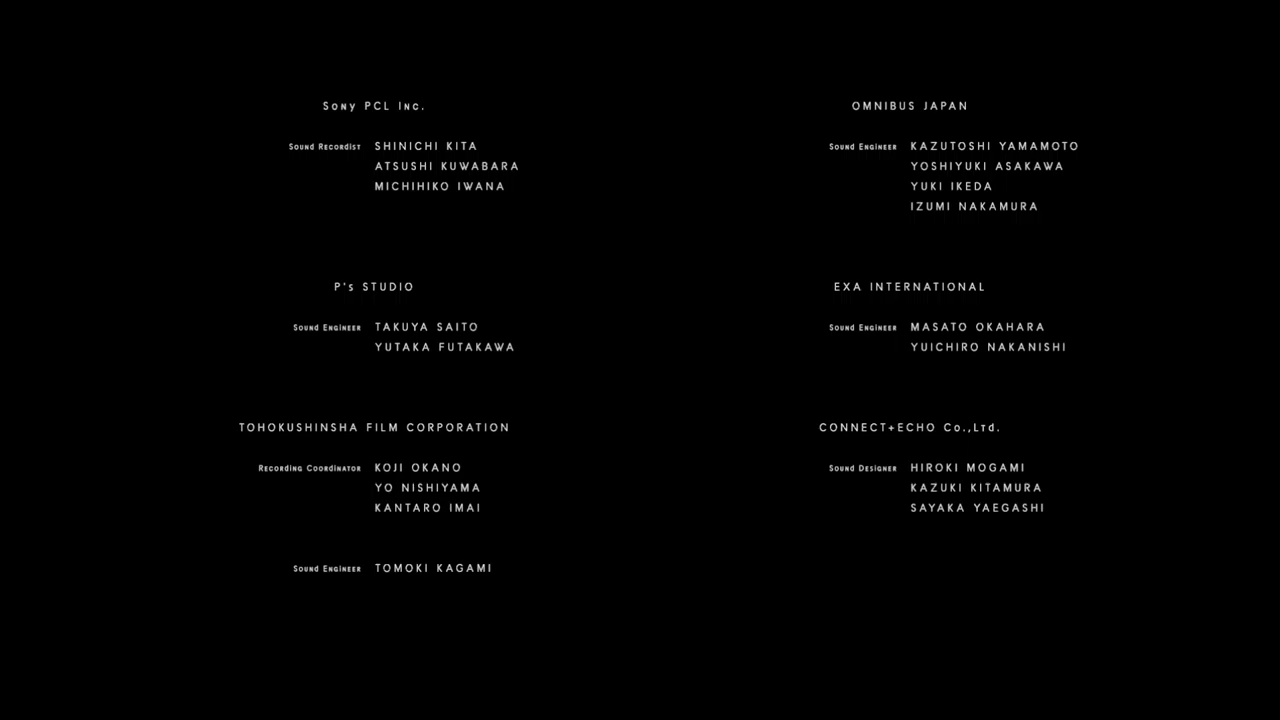 Sony PCL Inc.
Sound Recordist SHINICHI KITA
ATSUSHI KUWABARA
MICHIHIKO IWANA
P's STUDIO
Sound Engineer TAKUYA SAITO
YUTAKA FUTAKAWA
TOHOKUSHINSHA FILM CORPORATION
Recording Coordinator KOJI OKANO
YO NISHIYAMA
KANTARO IMAI
Sound Engineer TOMOKI KAGAMI
OMNIBUS JAPAN
Sound Engineer KAZUTOSHI YAMAMOTO
YOSHIYUKI ASAKAWA
YUKI IKEDA
IZUMI NAKAMURA
EXA INTERNATIONAL
Sound Engineer MASATO OKAHARA
YUICHIRO NAKANISHI
CONNECT+ECHO Co.,Ltd.
Sound Designer HIROKI MOGAMI
KAZUKI KITAMURA
SAYAKA YAEGASHI